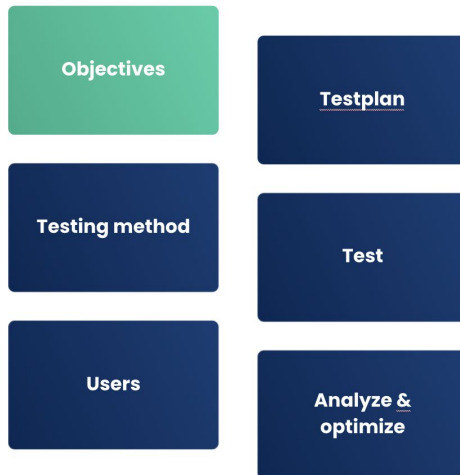 Objectives
Testing method
Users
Testplan
Test
Analyze &
optimize